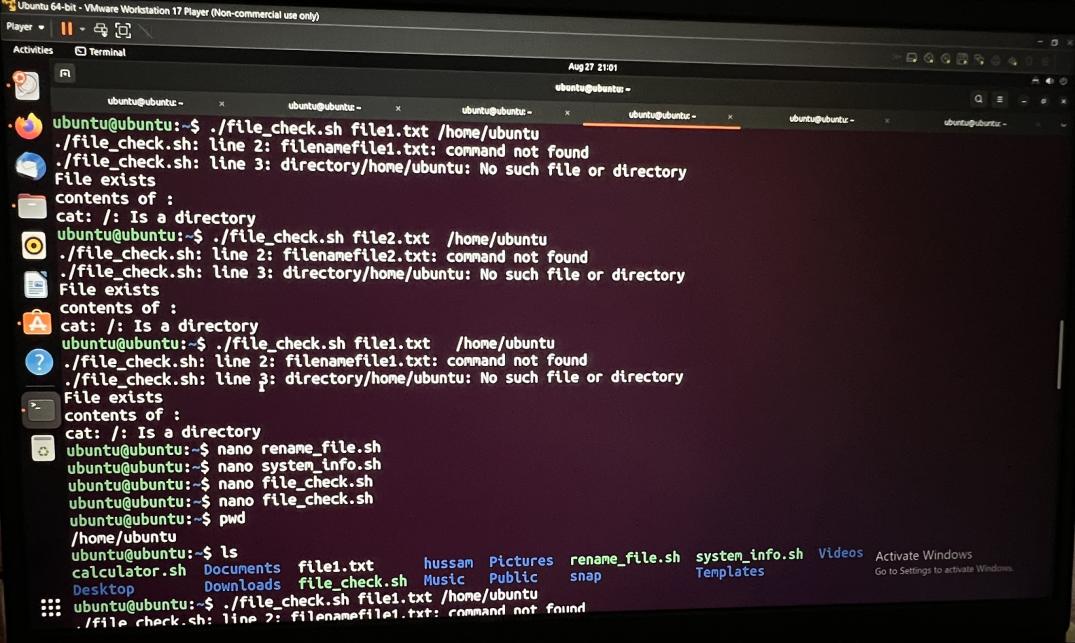 Ubuntu 64-bit - VMware Workstation 17 Player (Non-commercial use only)
Player
Activities
Terminal
Aug 27 21:01
ubuntu@ubuntu: ~
ubuntu@ubuntu: ~
ubuntu@ubuntu: ~
ubuntu@ubuntu: ~
ubuntu@ubuntu: ~
ubuntu@ubuntu: ~
ubuntu@ubuntu: ~
ubuntu@ubuntu:~$ ./file_check.sh file1.txt /home/ubuntu
./file_check.sh: line 2: filenamefile1.txt: command not found
./file_check.sh: line 3: directory/home/ubuntu: No such file or directory
File exists
contents of :
cat: /: Is a directory
ubuntu@ubuntu:~$ ./file_check.sh file2.txt  /home/ubuntu
./file_check.sh: line 2: filenamefile2.txt: command not found
./file_check.sh: line 3: directory/home/ubuntu: No such file or directory
File exists
contents of :
cat: /: Is a directory
ubuntu@ubuntu:~$ ./file_check.sh file1.txt   /home/ubuntu
./file_check.sh: line 2: filenamefile1.txt: command not found
./file_check.sh: line 3: directory/home/ubuntu: No such file or directory
File exists
contents of :
cat: /: Is a directory
ubuntu@ubuntu:~$ nano rename_file.sh
ubuntu@ubuntu:~$ nano system_info.sh
ubuntu@ubuntu:~$ nano file_check.sh
ubuntu@ubuntu:~$ nano file_check.sh
ubuntu@ubuntu:~$ pwd
/home/ubuntu
ubuntu@ubuntu:~$ ls
calculator.sh  Documents  file1.txt  hussam  Pictures  rename_file.sh  system_info.sh  Videos
Desktop  Downloads  file_check.sh  Music  Public  snap  Templates
ubuntu@ubuntu:~$ ./file_check.sh file1.txt /home/ubuntu
./file_check.sh: line 2: filenamefile1.txt: command not found
Activate Windows
Go to Settings to activate Windows.